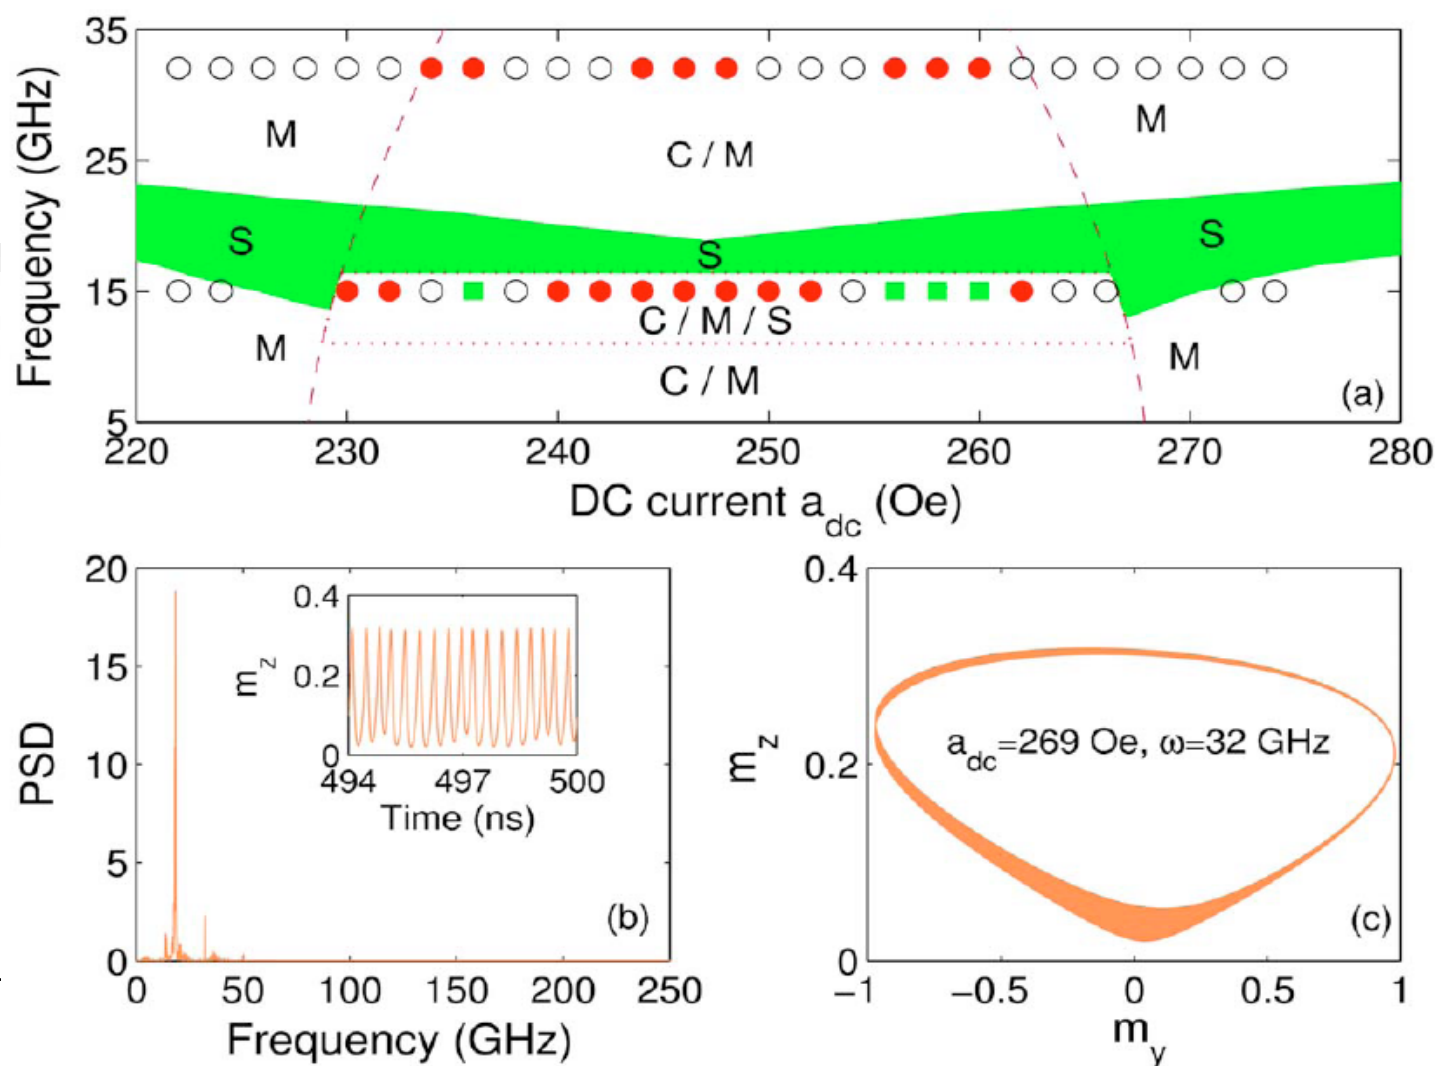 35
25
15
5
Frequency (GHz)
M
C / M
M
S
S
S
C / M / S
M
M
C / M
(a)
220 230 240 250 260 270 280
DC current a_dc (Oe)
20
15
10
5
0
PSD
0.4
0.2
0
m_z
494 497 500
Time (ns)
(b)
0 50 100 150 200 250
Frequency (GHz)
0.4
0.2
0
m_z
a_dc=269 Oe, ω=32 GHz
(c)
−1 −0.5 0 0.5 1
m_y